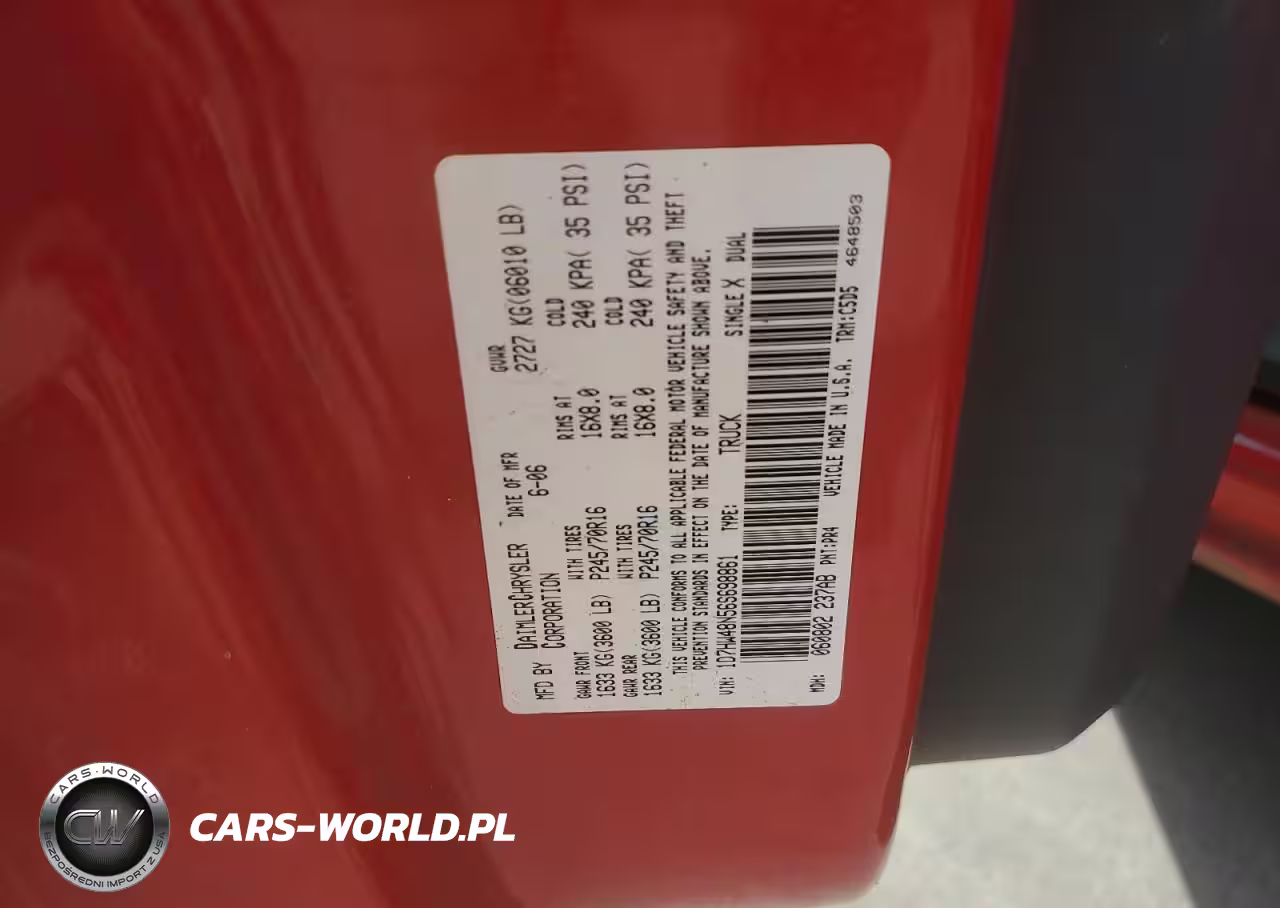 MFD BY DAIMLERCHRYSLER CORPORATION DATE OF MFR 6-06 GVWR 2727 KG(06010 LB)
GAWR FRONT WITH TIRES RIMS AT COLD
1633 KG(3600 LB) P245/70R16 16X8.0 240 KPA( 35 PSI)
GAWR REAR WITH TIRES RIMS AT COLD
1633 KG(3600 LB) P245/70R16 16X8.0 240 KPA( 35 PSI)
THIS VEHICLE CONFORMS TO ALL APPLICABLE FEDERAL MOTOR VEHICLE SAFETY AND THEFT
PREVENTION STANDARDS IN EFFECT ON THE DATE OF MANUFACTURE SHOWN ABOVE.
VIN: 1D7HW48N56S698861 TYPE: TRUCK SINGLE X DUAL
MDH: 060802 237AB PNT:PR4 VEHICLE MADE IN U.S.A. TRM:C5D5 4648503
CARS-WORLD
CW
BEZPOŚREDNI IMPORT Z USA
CARS-WORLD.PL